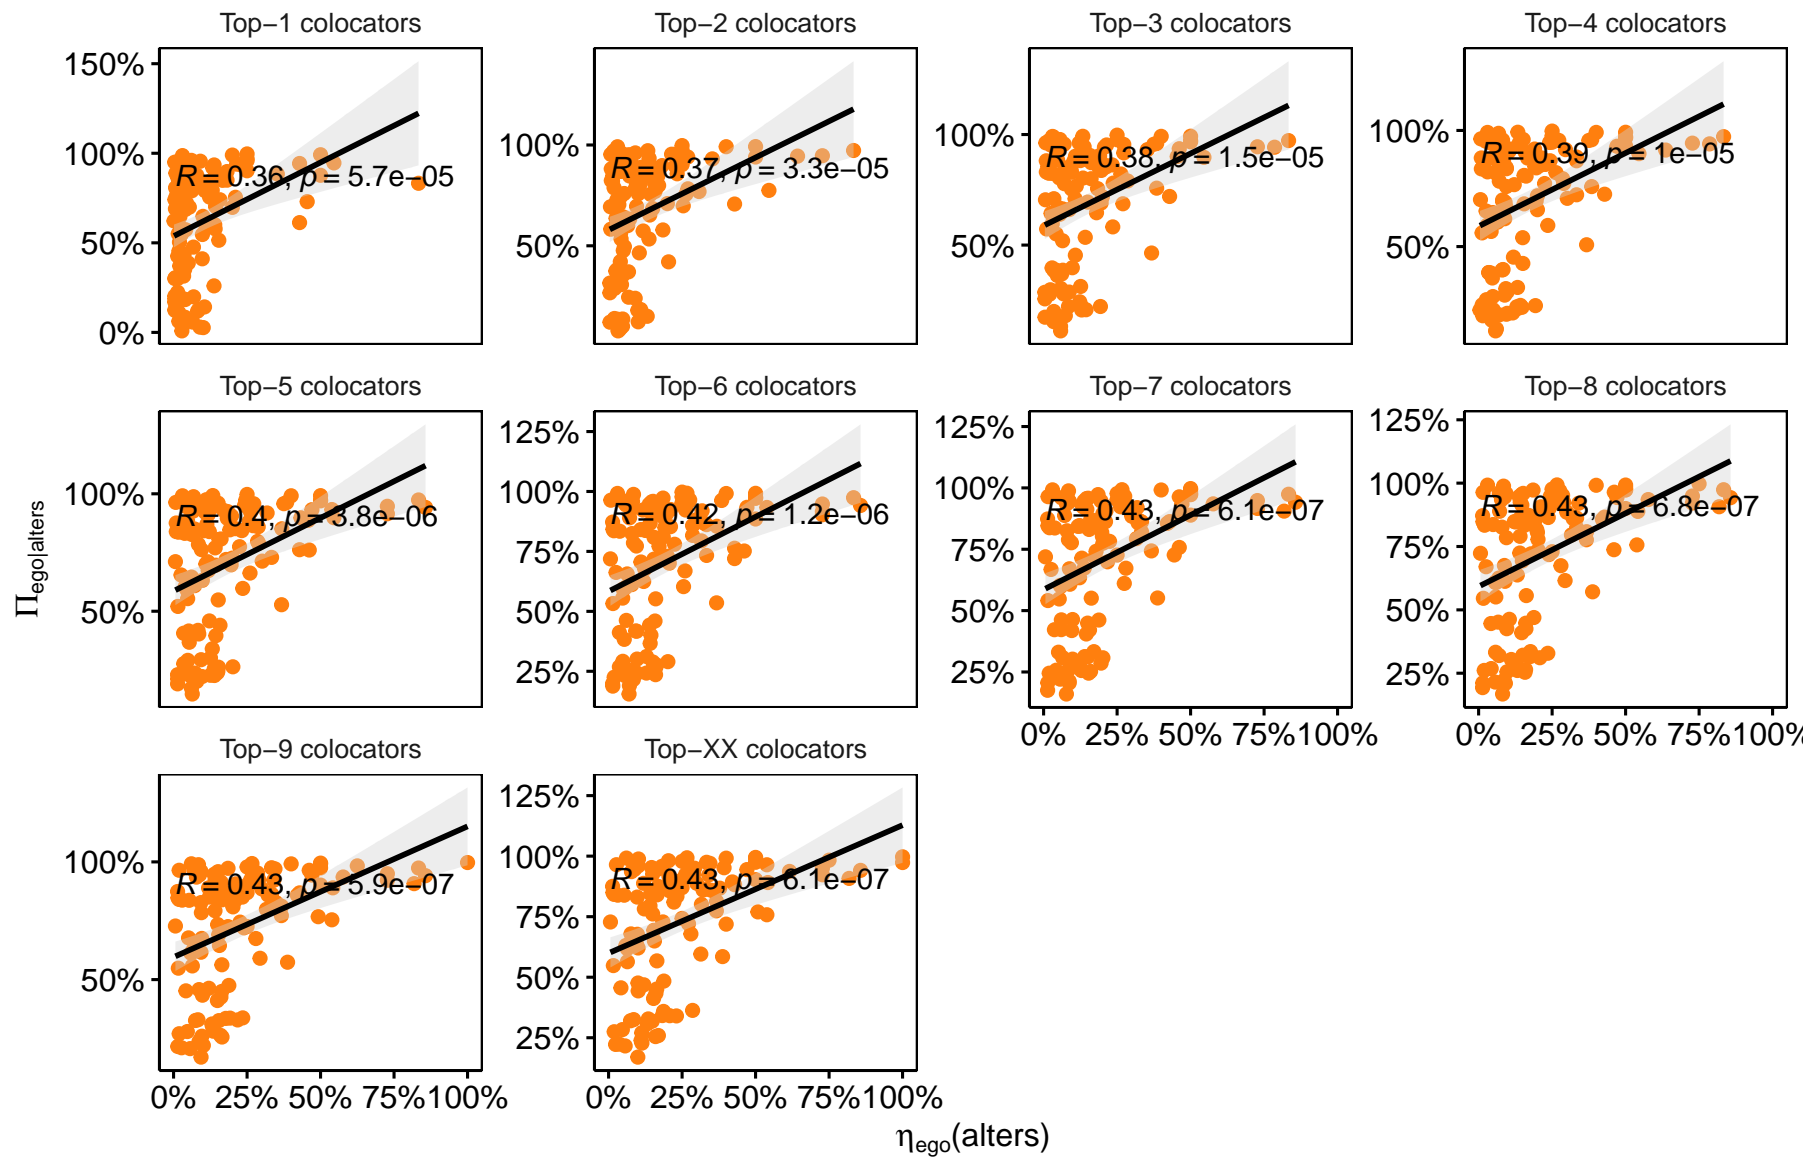 Top−1 colocators
Top−2 colocators
Top−3 colocators
Top−4 colocators
150%
100%
50%
0%
R = 0.36, p = 5.7e−05
100%
50%
R = 0.37, p = 3.3e−05
100%
50%
R = 0.38, p = 1.5e−05
100%
50%
R = 0.39, p = 1e−05
Top−5 colocators
Top−6 colocators
Top−7 colocators
Top−8 colocators
100%
50%
R = 0.4, p = 3.8e−06
125%
100%
75%
50%
25%
R = 0.42, p = 1.2e−06
125%
100%
75%
50%
25%
R = 0.43, p = 6.1e−07
0% 25% 50% 75% 100%
125%
100%
75%
50%
25%
R = 0.43, p = 6.8e−07
0% 25% 50% 75% 100%
Πego|alters
Top−9 colocators
Top−XX colocators
100%
50%
R = 0.43, p = 5.9e−07
0% 25% 50% 75% 100%
125%
100%
75%
50%
25%
R = 0.43, p = 6.1e−07
0% 25% 50% 75% 100%
ηego(alters)